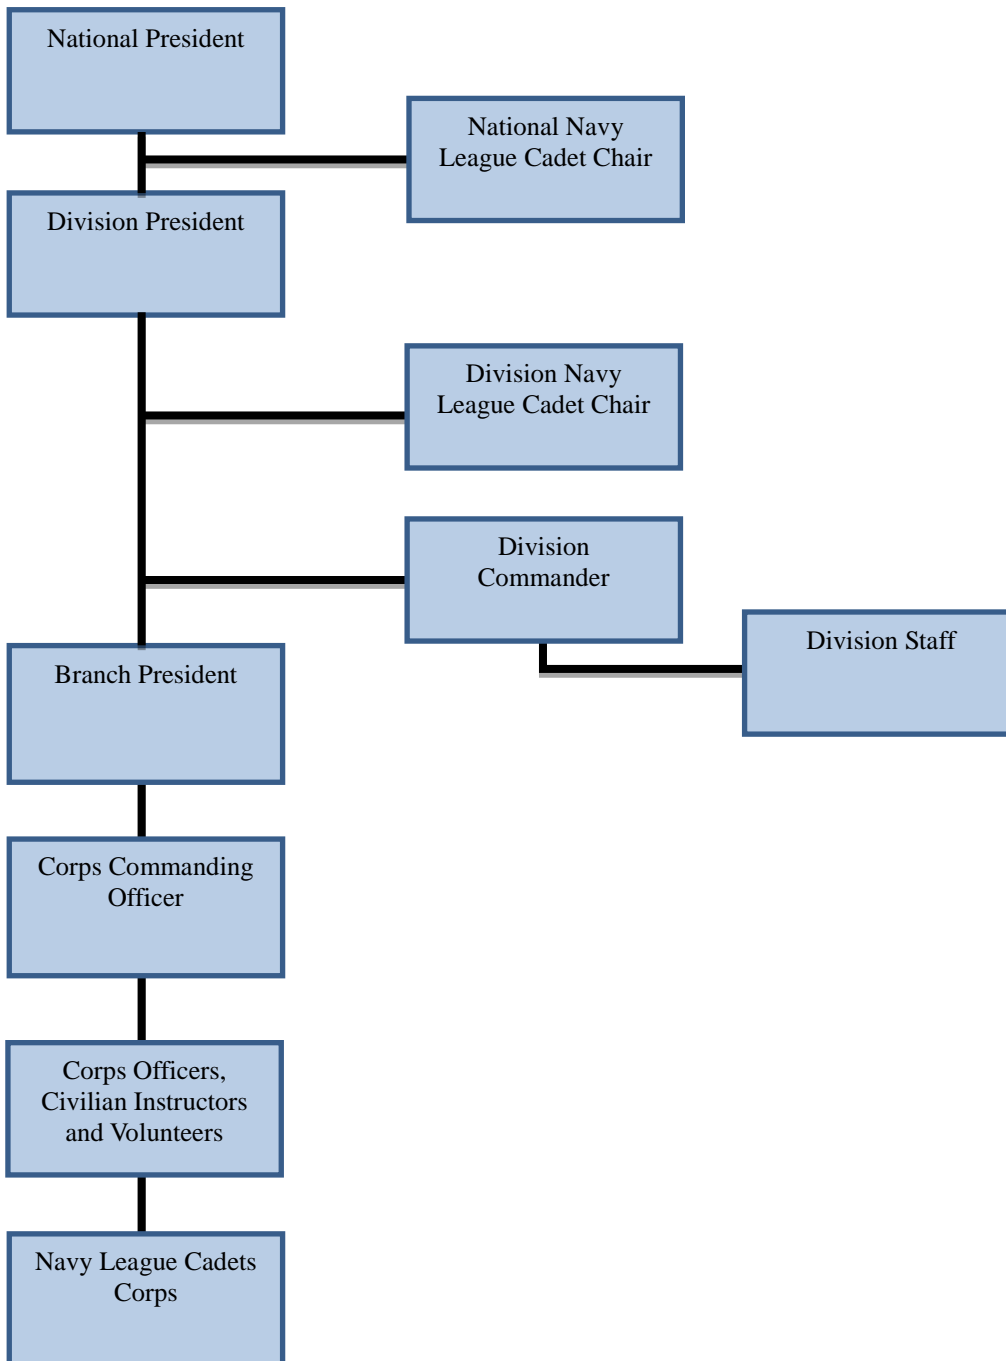 National President
National Navy
League Cadet Chair
Division President
Division Navy
League Cadet Chair
Division
Commander
Division Staff
Branch President
Corps Commanding
Officer
Corps Officers,
Civilian Instructors
and Volunteers
Navy League Cadets
Corps